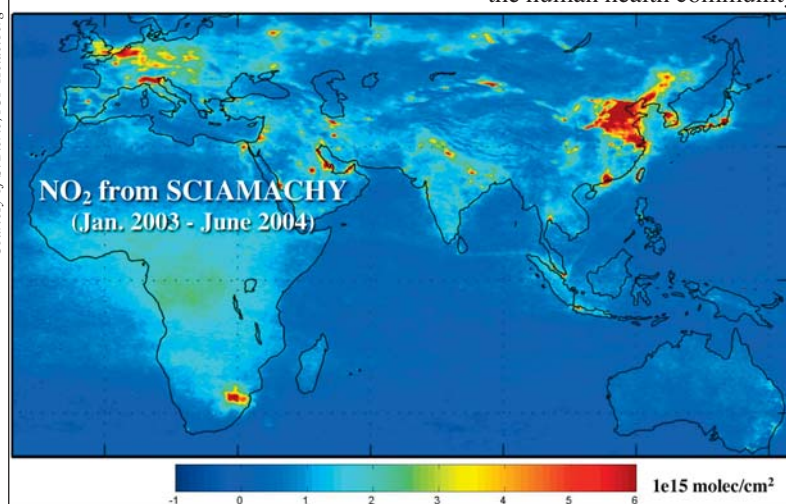 the human health community
NO₂ from SCIAMACHY
(Jan. 2003 - June 2004)
-1 0 1 2 3 4 5 6
1e15 molec/cm²